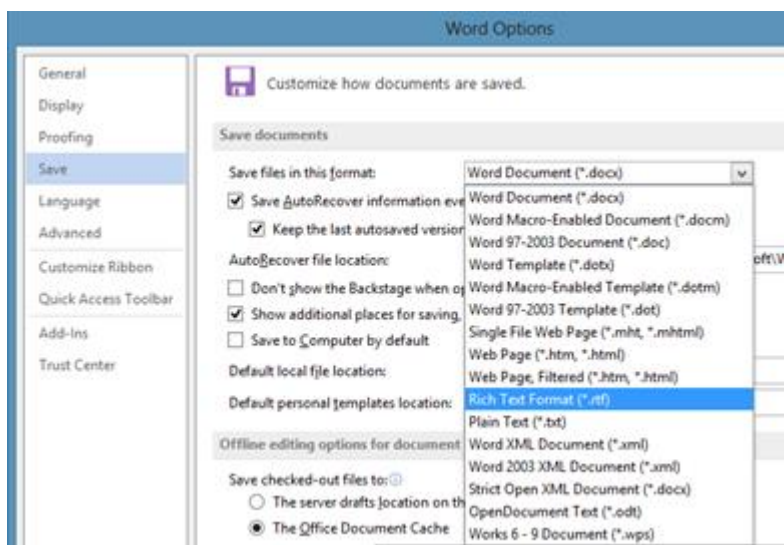 Word Options
General
Display
Proofing
Save
Language
Advanced
Customize Ribbon
Quick Access Toolbar
Add-Ins
Trust Center
Customize how documents are saved.
Save documents
Save files in this format: Word Document (*.docx)
Save AutoRecover information eve
Keep the last autosaved version
AutoRecover file location: oft\W
Don't show the Backstage when op
Show additional places for saving,
Save to Computer by default
Default local file location:
Default personal templates location:
Offline editing options for document
Save checked-out files to:
The server drafts location on th
The Office Document Cache
Word Document (*.docx)
Word Macro-Enabled Document (*.docm)
Word 97-2003 Document (*.doc)
Word Template (*.dotx)
Word Macro-Enabled Template (*.dotm)
Word 97-2003 Template (*.dot)
Single File Web Page (*.mht, *.mhtml)
Web Page (*.htm, *.html)
Web Page, Filtered (*.htm, *.html)
Rich Text Format (*.rtf)
Plain Text (*.txt)
Word XML Document (*.xml)
Word 2003 XML Document (*.xml)
Strict Open XML Document (*.docx)
OpenDocument Text (*.odt)
Works 6 - 9 Document (*.wps)